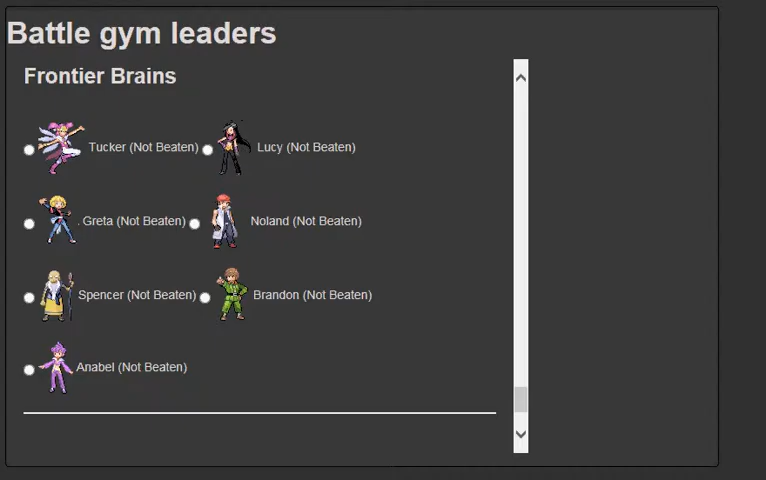 Battle gym leaders
Frontier Brains
Tucker (Not Beaten) Lucy (Not Beaten)
Greta (Not Beaten) Noland (Not Beaten)
Spencer (Not Beaten) Brandon (Not Beaten)
Anabel (Not Beaten)